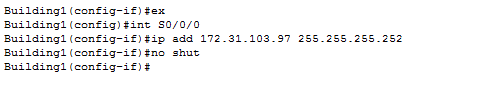 Building1(config-if)#ex
Building1(config)#int S0/0/0
Building1(config-if)#ip add 172.31.103.97 255.255.255.252
Building1(config-if)#no shut
Building1(config-if)#